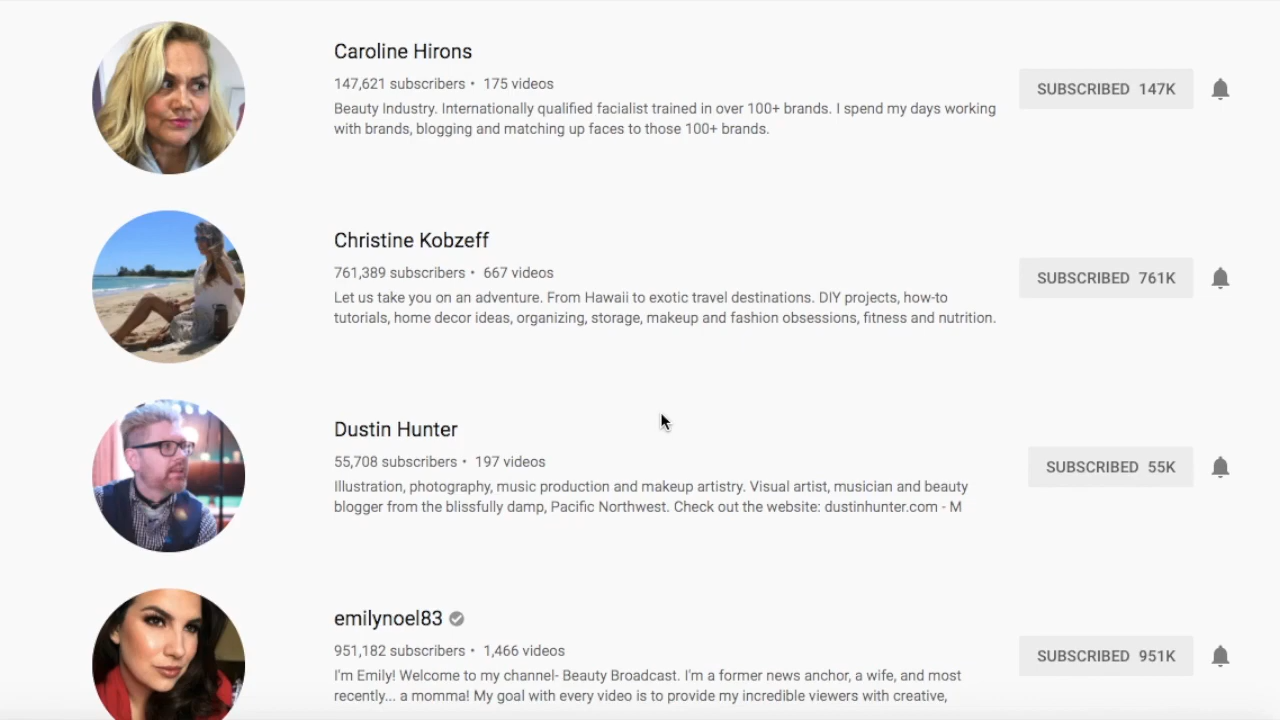 Caroline Hirons
147,621 subscribers • 175 videos
SUBSCRIBED 147K
Beauty Industry. Internationally qualified facialist trained in over 100+ brands. I spend my days working
with brands, blogging and matching up faces to those 100+ brands.
Christine Kobzeff
761,389 subscribers • 667 videos
SUBSCRIBED 761K
Let us take you on an adventure. From Hawaii to exotic travel destinations. DIY projects, how-to
tutorials, home decor ideas, organizing, storage, makeup and fashion obsessions, fitness and nutrition.
Dustin Hunter
55,708 subscribers • 197 videos
SUBSCRIBED 55K
Illustration, photography, music production and makeup artistry. Visual artist, musician and beauty
blogger from the blissfully damp, Pacific Northwest. Check out the website: dustinhunter.com - M
emilynoel83
951,182 subscribers • 1,466 videos
SUBSCRIBED 951K
I'm Emily! Welcome to my channel- Beauty Broadcast. I'm a former news anchor, a wife, and most
recently... a momma! My goal with every video is to provide my incredible viewers with creative,